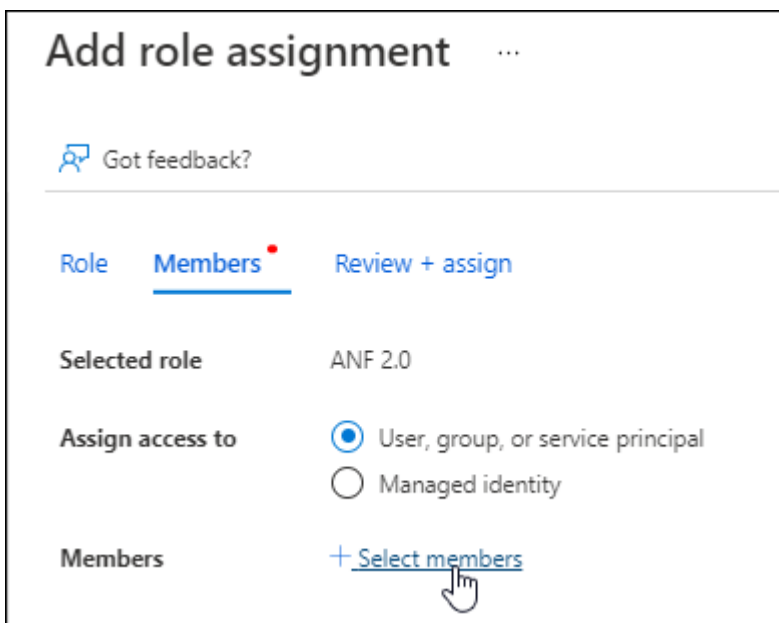 Add role assignment ...
Got feedback?
Role Members Review + assign
Selected role ANF 2.0
Assign access to User, group, or service principal
Managed identity
Members + Select members